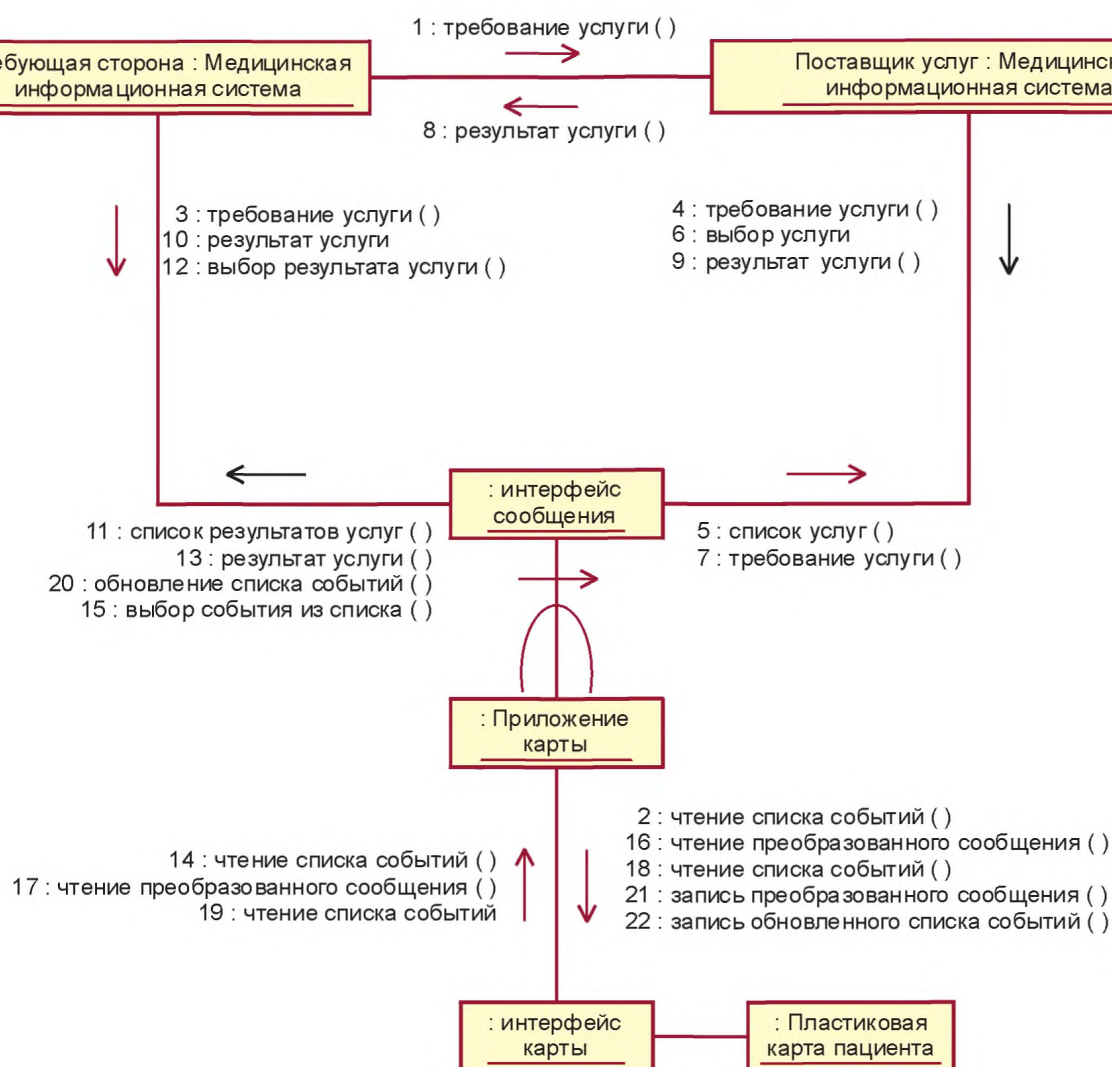 1 : требование услуги ( )
бующая сторона : Медицинская
информационная система
Поставщик услуг : Медицинск
информационная система
8 : результат услуги ( )
3 : требование услуги ( )
10 : результат услуги
12 : выбор результата услуги ( )
4 : требование услуги ( )
6 : выбор услуги
9 : результат услуги ( )
: интерфейс
сообщения
11 : список результатов услуг ( )
13 : результат услуги ( )
20 : обновление списка событий ( )
15 : выбор события из списка ( )
5 : список услуг ( )
7 : требование услуги ( )
: Приложение
карты
14 : чтение списка событий ( )
17 : чтение преобразованного сообщения ( )
19 : чтение списка событий
2 : чтение списка событий ( )
16 : чтение преобразованного сообщения ( )
18 : чтение списка событий ( )
21 : запись преобразованного сообщения ( )
22 : запись обновленного списка событий ( )
: интерфейс
карты
: Пластиковая
карта пациента